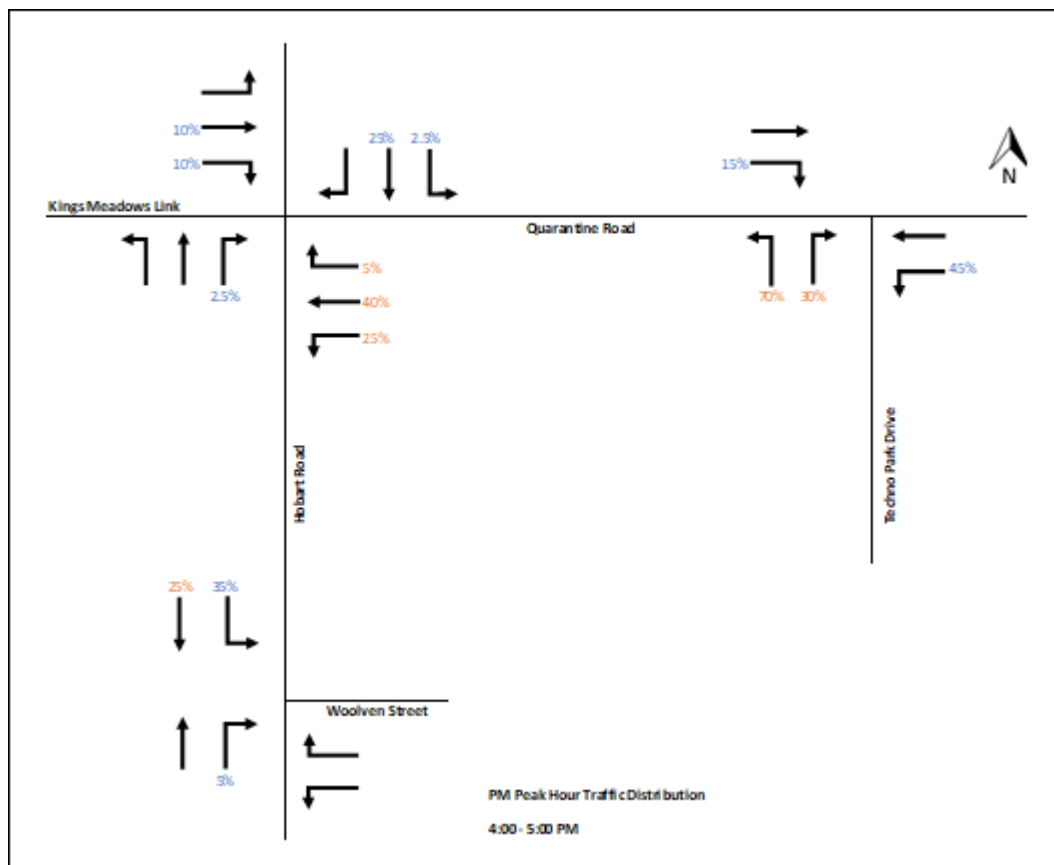 10%
10%
25% 2.5%
15%
N
Kings Meadows Link
Quarantine Road
2.5%
5%
40%
25%
70% 30%
45%
Hobart Road
Techno Park Drive
25% 35%
Woolven Street
5%
PM Peak Hour Traffic Distribution
4:00 - 5:00 PM